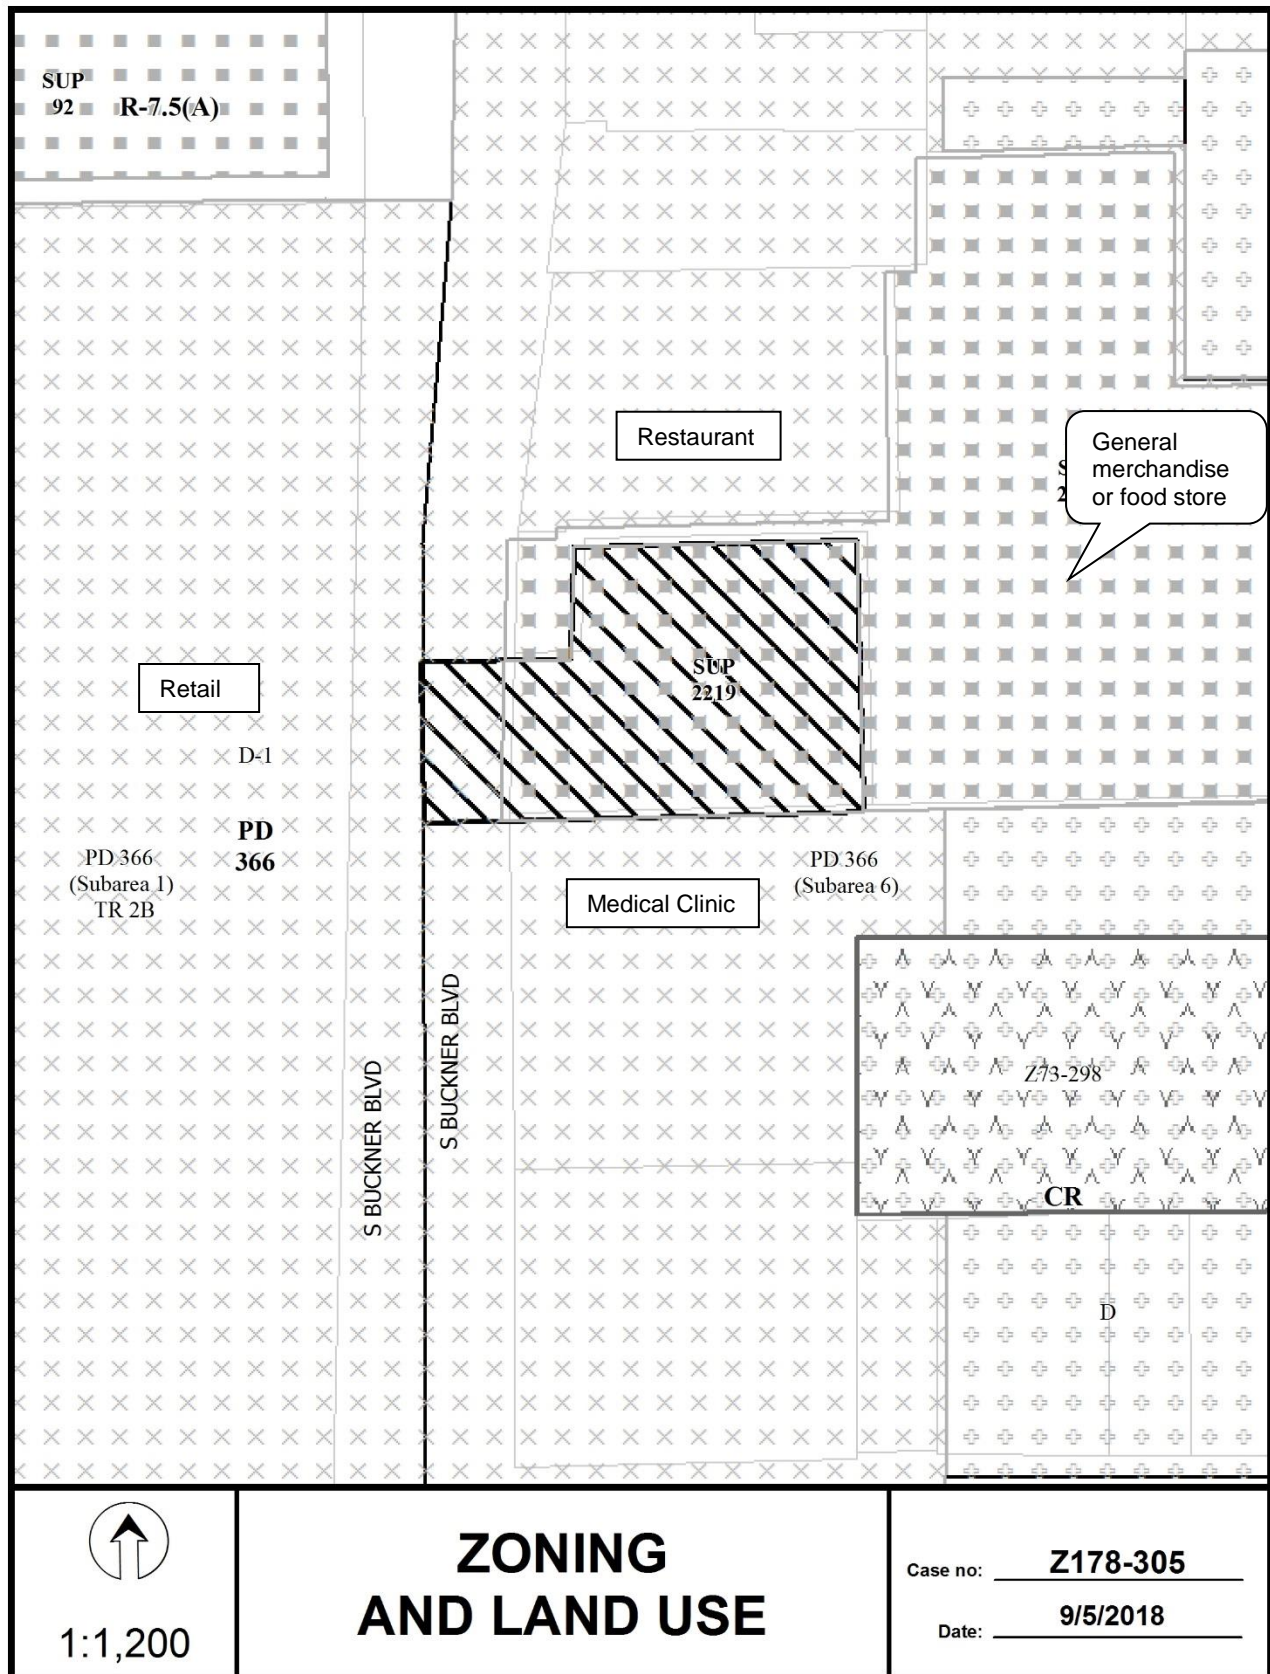 SUP
92
R-7.5(A)
Restaurant
General
merchandise
or food store
SUP
2219
Retail
D-1
PD
366
PD 366
(Subarea 1)
TR 2B
PD 366
(Subarea 6)
Medical Clinic
S BUCKNER BLVD
S BUCKNER BLVD
Z73-298
CR
D
1:1,200
ZONING
AND LAND USE
Case no: Z178-305
Date: 9/5/2018